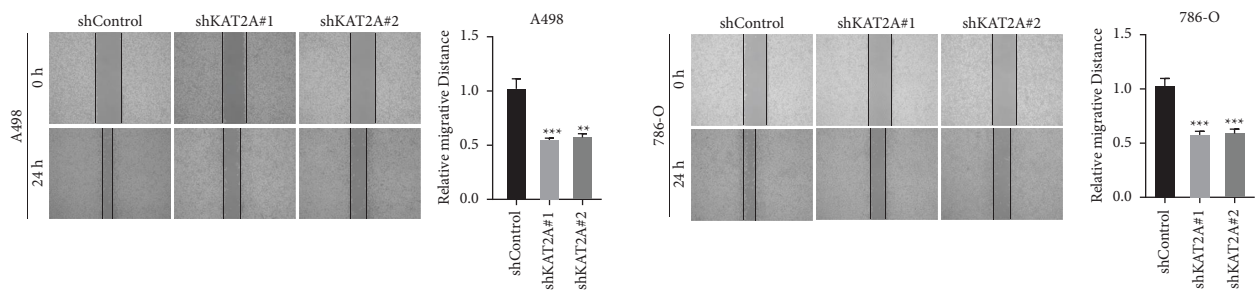 shControl shKAT2A#1 shKAT2A#2
A498
0 h
24 h
A498
Relative migrative Distance
1.5
1.0
0.5
0.0
***
**
shControl
shKAT2A#1
shKAT2A#2
shControl shKAT2A#1 shKAT2A#2
786-O
0 h
24 h
786-O
Relative migrative Distance
1.5
1.0
0.5
0.0
***
***
shControl
shKAT2A#1
shKAT2A#2